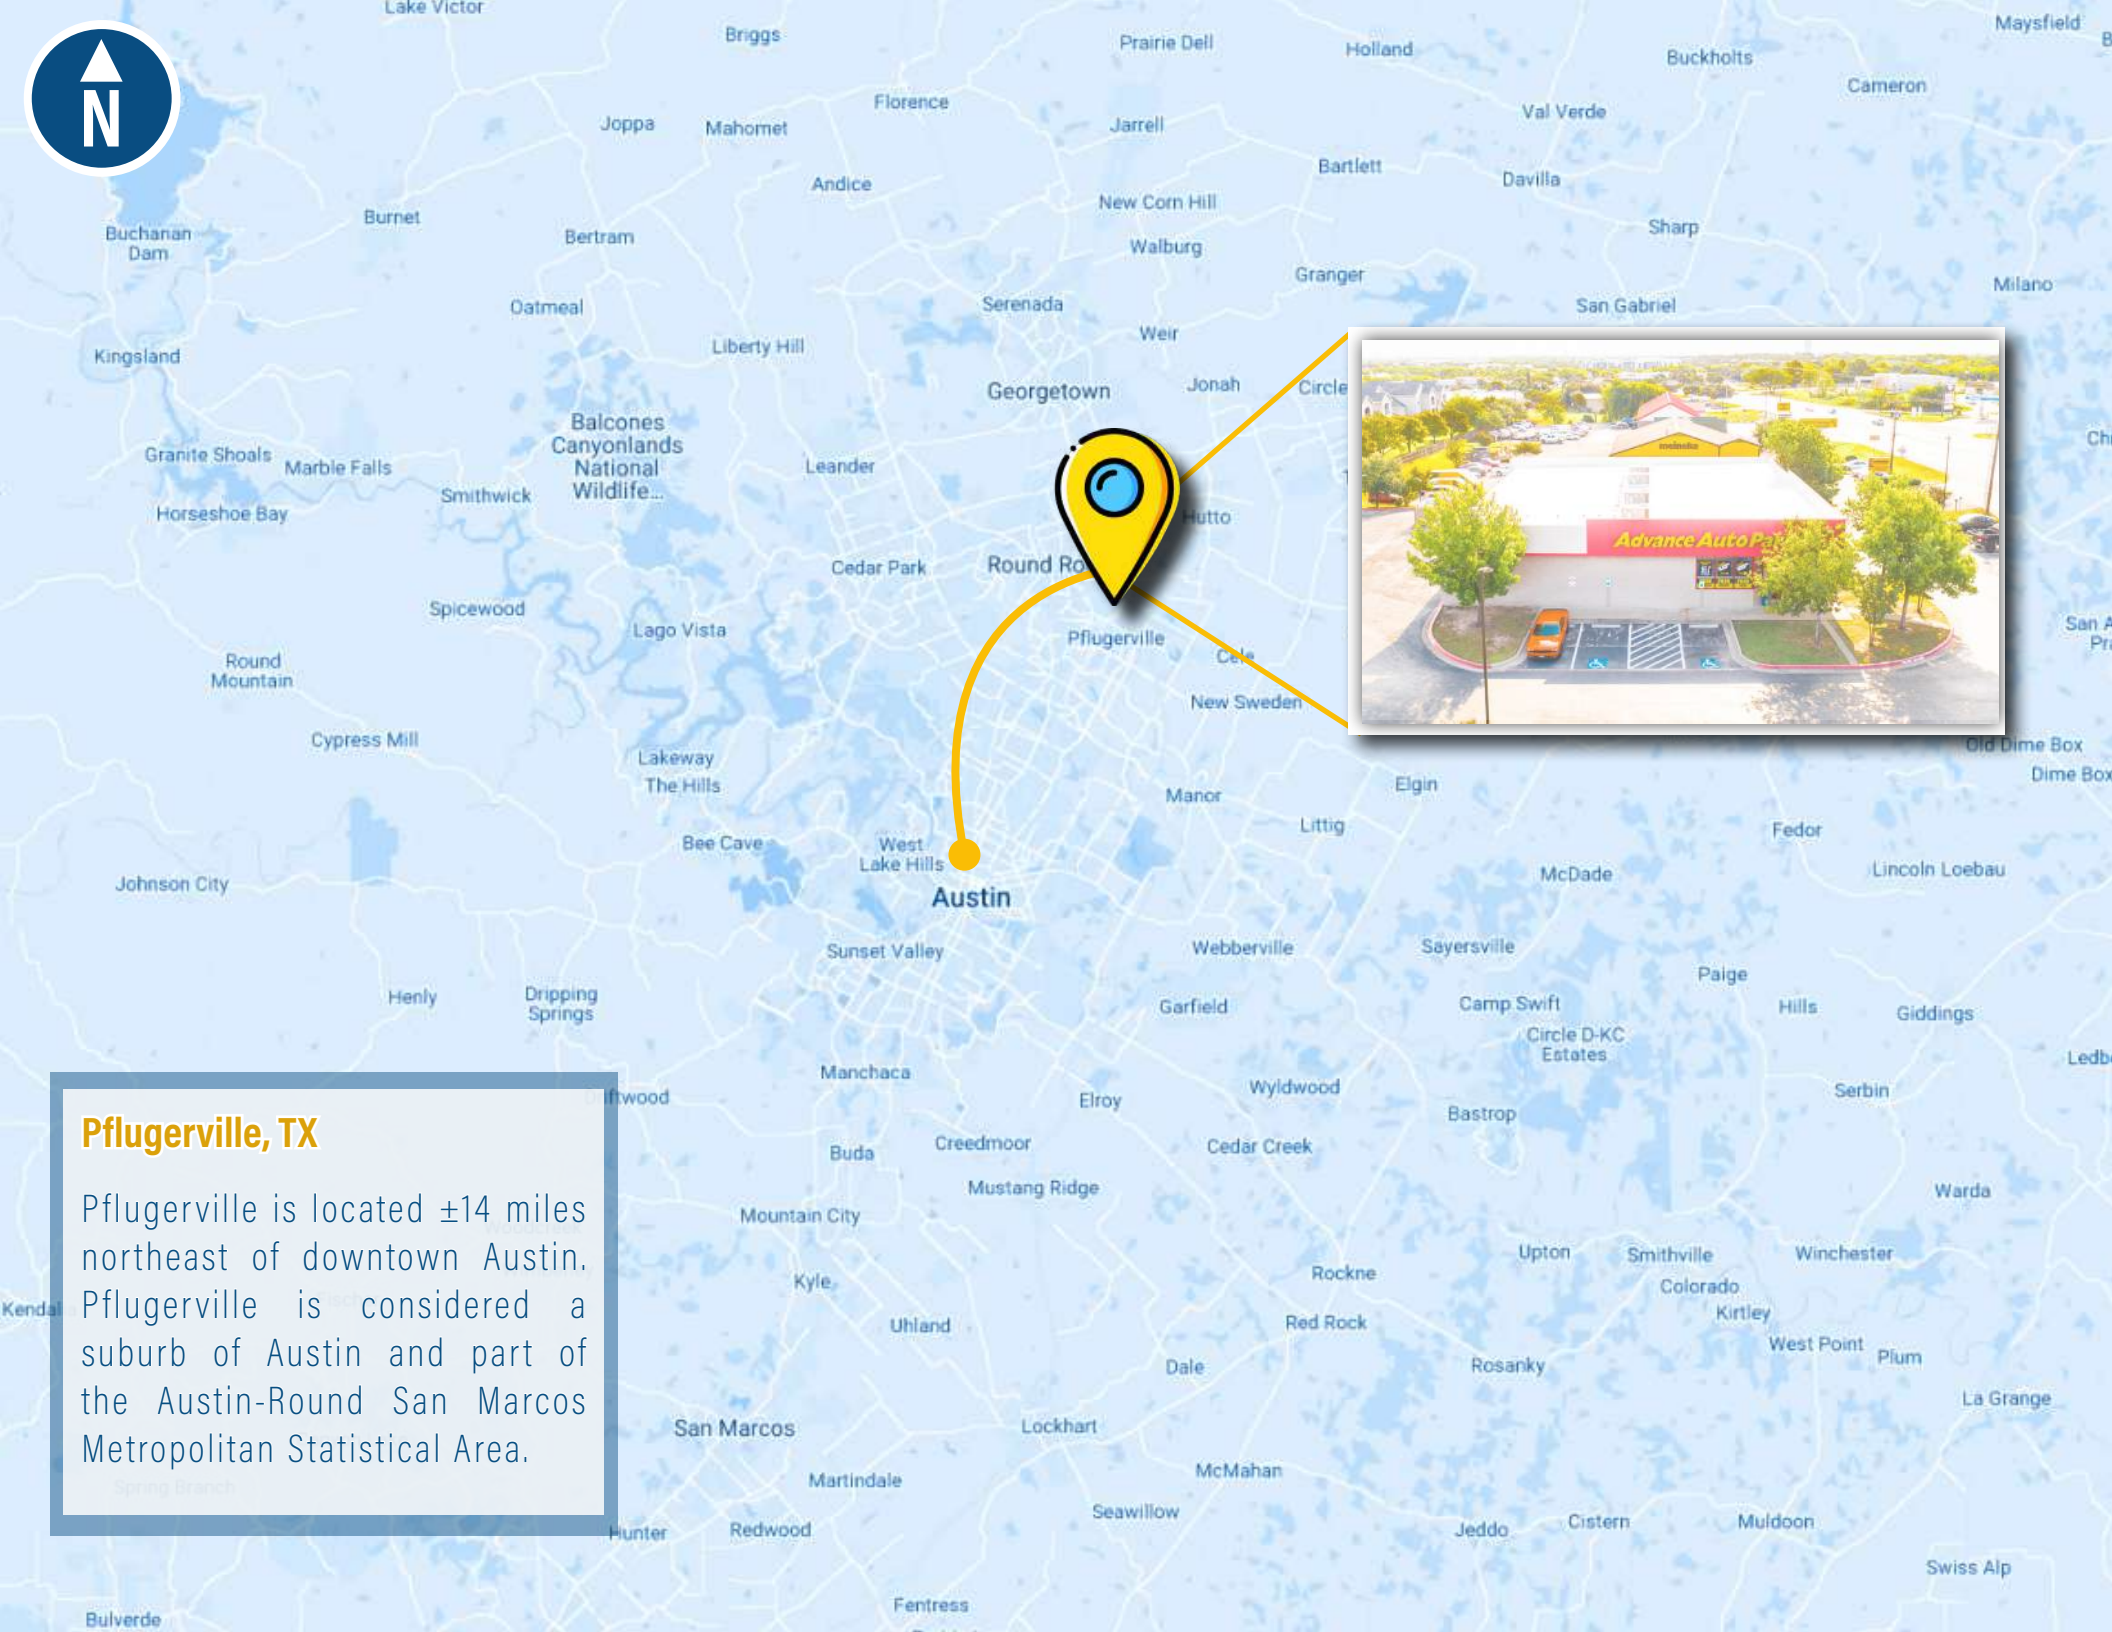 Lake Victor
Briggs
Prairie Dell
Holland
Buckholts
Maysfield
N
Florence
Cameron
Joppa
Mahomet
Jarrell
Val Verde
Bartlett
Andice
Davilla
New Corn Hill
Burnet
Buchanan
Dam
Bertram
Walburg
Sharp
Granger
Milano
Oatmeal
Serenada
San Gabriel
Weir
Kingsland
Liberty Hill
Georgetown
Jonah
Circle
Balcones
Canyonlands
National
Wildlife...
Granite Shoals
Marble Falls
Leander
meineke
Smithwick
Horseshoe Bay
Hutto
Advance Auto Pa
Cedar Park
Round Ro
Spicewood
Lago Vista
Pflugerville
Cele
San A
Round
Mountain
New Sweden
Cypress Mill
Lakeway
The Hills
Old Dime Box
Dime Box
Manor
Elgin
Littig
Fedor
Bee Cave
West
Lake Hills
Austin
McDade
Lincoln Loebau
Johnson City
Sunset Valley
Webberville
Sayersville
Paige
Henly
Dripping
Springs
Garfield
Camp Swift
Hills
Giddings
Circle D-KC
Estates
Ledb
Manchaca
Driftwood
Elroy
Wyldwood
Serbin
Bastrop
Buda
Creedmoor
Cedar Creek
Mustang Ridge
Warda
Mountain City
Pflugerville, TX
Pflugerville is located ±14 miles
northeast of downtown Austin.
Pflugerville is considered a
suburb of Austin and part of
the Austin-Round San Marcos
Metropolitan Statistical Area.
Spring Branch
Kendal
Kyle
Rockne
Upton
Smithville
Winchester
Colorado
Kirtley
Uhland
Red Rock
West Point
Plum
Dale
Rosanky
La Grange
San Marcos
Lockhart
Martindale
McMahan
Seawillow
Hunter
Redwood
Jeddo
Cistern
Muldoon
Swiss Alp
Fentress
Bulverde